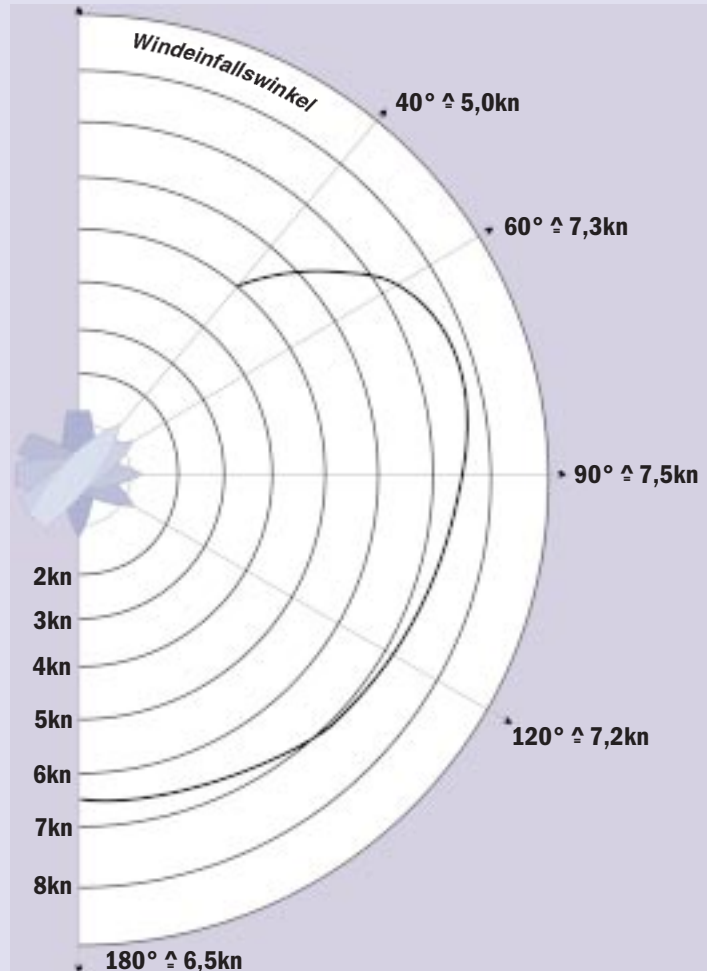 Windeinfallswinkel
40° ≙ 5,0kn
60° ≙ 7,3kn
90° ≙ 7,5kn
2kn
3kn
4kn
5kn
120° ≙ 7,2kn
6kn
7kn
8kn
180° ≙ 6,5kn